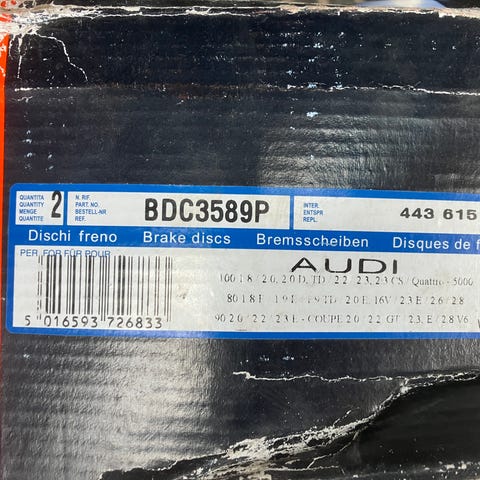 QUANTITA
QUANTITY
MENGE
QUANTITE
2
N. RIF.
PART. NO.
BESTELL-NR
REF.
BDC3589P
INTER.
ENTSPR
REPL.
443 615
Dischi freno Brake discs Bremsscheiben Disques de f
PER FOR FÜR POUR
AUDI
100 1.8 / 2.0, 2.0 D, TD / 2.2 - 2.3, 2.3 CS / Quattro - 5000
80 1.8 E - 1.9 E - 1.9 TD - 2.0 E, 16V / 2.3 E / 2.6 / 2.8
90 2.0 / 2.2 / 2.3 E - COUPE 2.0 - 2.2 GT - 2.3, E / 2.8 V6
5 016593 726833